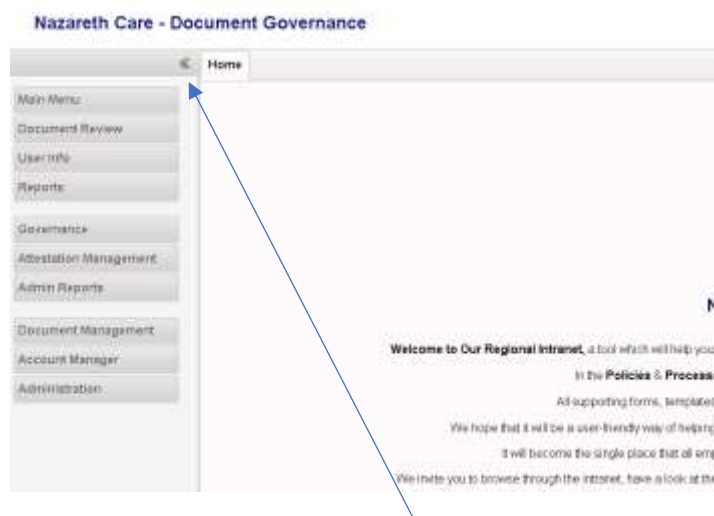 Nazareth Care - Document Governance
Home
Main Menu
Document Review
User Info
Reports
Governance
Attestation Management
Admin Reports
Document Management
Account Manager
Administration
N
Welcome to Our Regional Intranet, a tool which will help you
In the Policies & Process
All supporting forms, templates
We hope that it will be a user-friendly way of helping
It will become the single place that all emp
We invite you to browse through the intranet, have a look at the